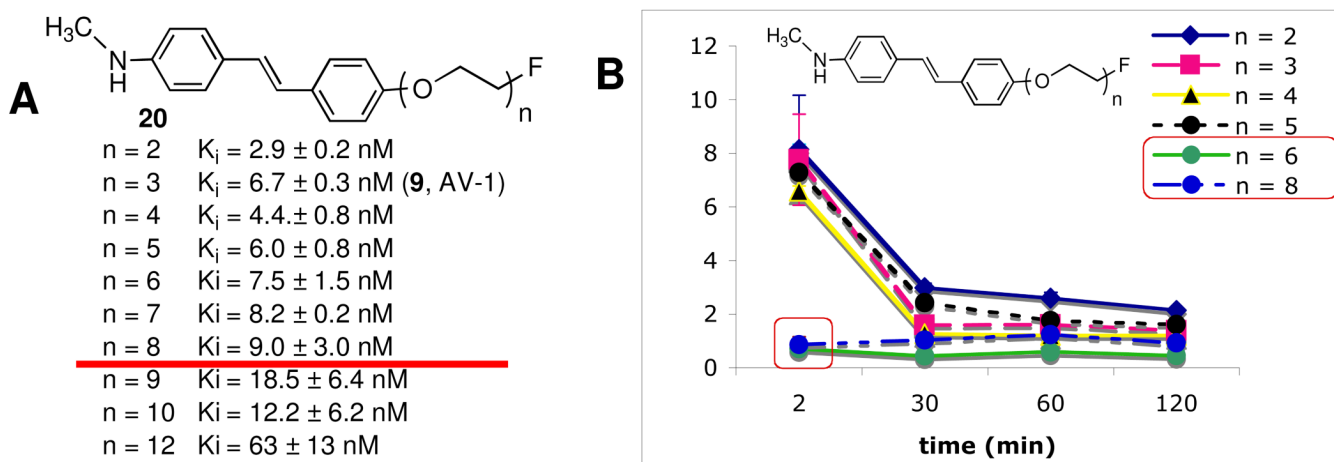 A
H₃C
N
H
O
F
n
20
n = 2 Kᵢ = 2.9 ± 0.2 nM
n = 3 Kᵢ = 6.7 ± 0.3 nM (9, AV-1)
n = 4 Kᵢ = 4.4.± 0.8 nM
n = 5 Kᵢ = 6.0 ± 0.8 nM
n = 6 Ki = 7.5 ± 1.5 nM
n = 7 Ki = 8.2 ± 0.2 nM
n = 8 Ki = 9.0 ± 3.0 nM
n = 9 Ki = 18.5 ± 6.4 nM
n = 10 Ki = 12.2 ± 6.2 nM
n = 12 Ki = 63 ± 13 nM
B
H₃C
N
H
O
F
n
n = 2
n = 3
n = 4
n = 5
n = 6
n = 8
12
10
8
6
4
2
0
2 30 60 120
time (min)